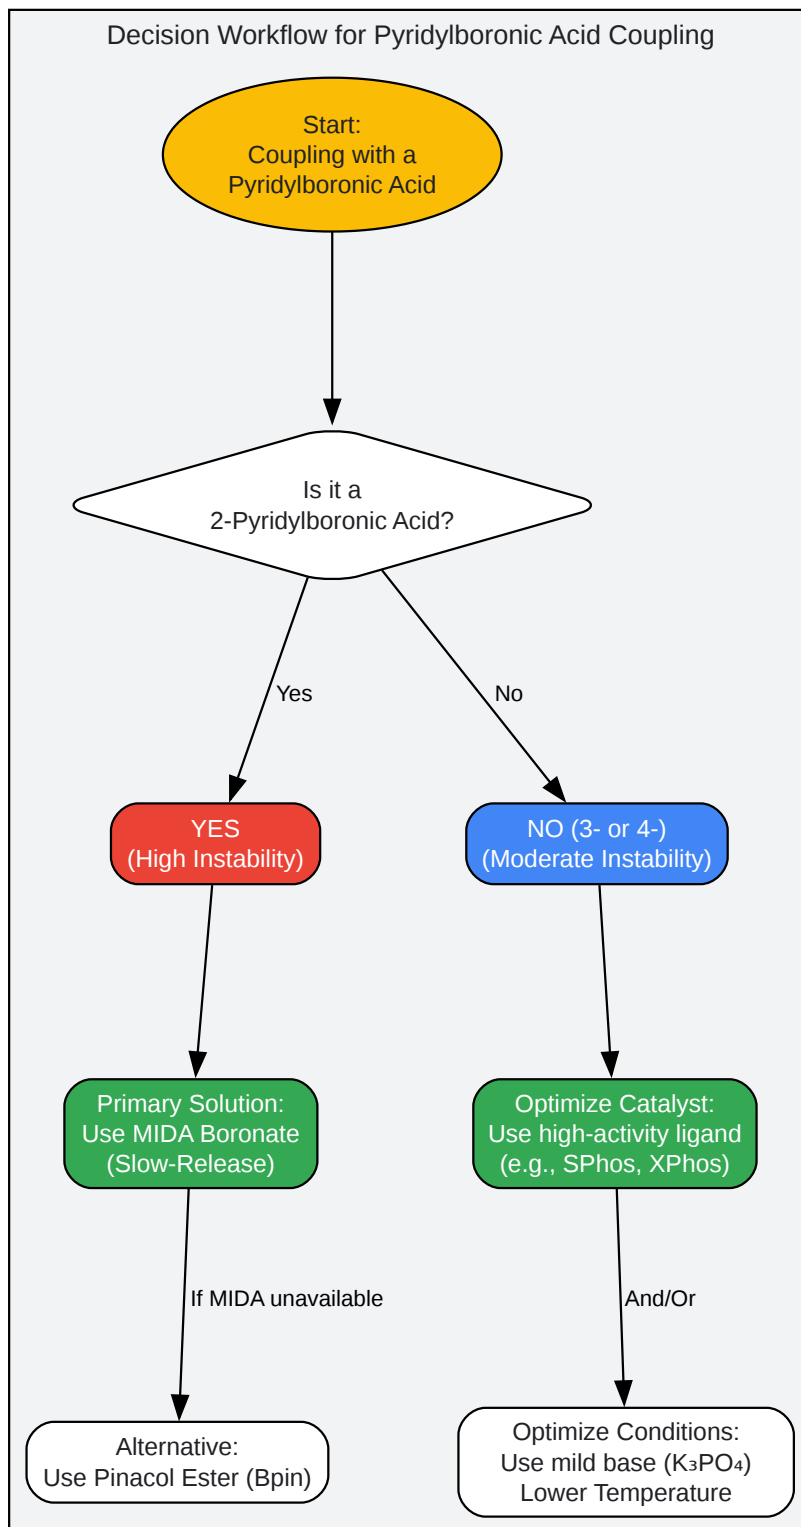 Decision Workflow for Pyridylboronic Acid Coupling
Start:
Coupling with a
Pyridylboronic Acid
Is it a
2-Pyridylboronic Acid?
Yes
No
YES
(High Instability)
NO (3- or 4-)
(Moderate Instability)
Primary Solution:
Use MIDA Boronate
(Slow-Release)
Optimize Catalyst:
Use high-activity ligand
(e.g., SPhos, XPhos)
If MIDA unavailable
And/Or
Alternative:
Use Pinacol Ester (Bpin)
Optimize Conditions:
Use mild base (K₃PO₄)
Lower Temperature